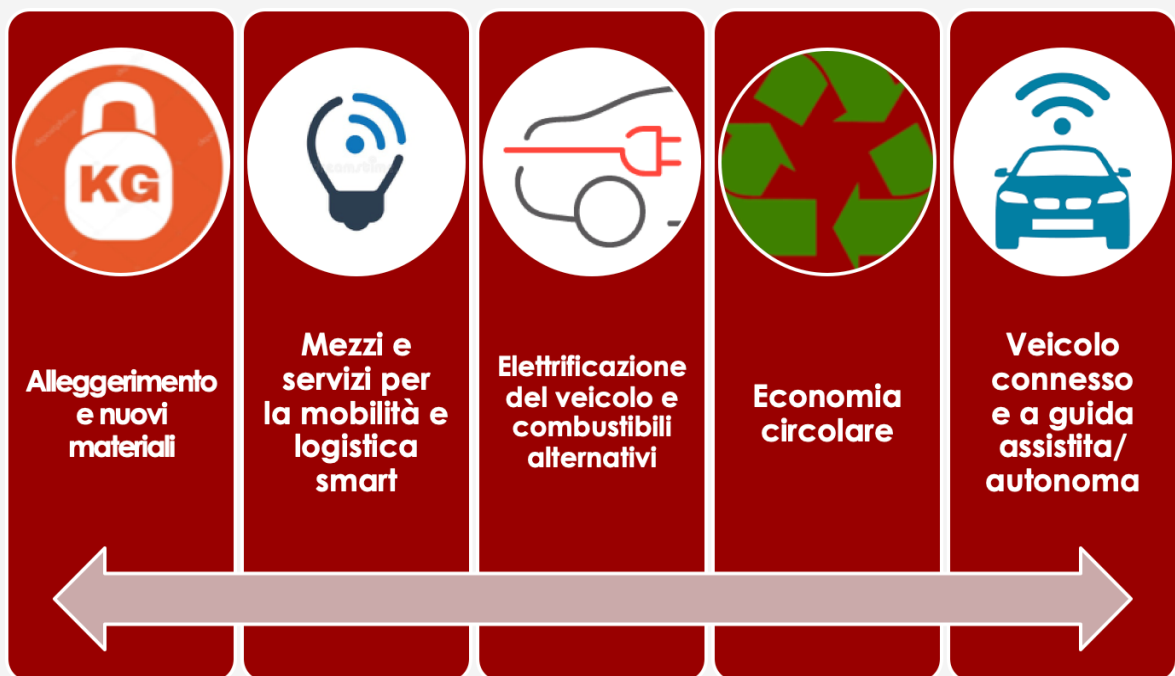 KG
Alleggerimento
e nuovi
materiali
Mezzi e
servizi per
la mobilità e
logistica
smart
Elettrificazione
del veicolo e
combustibili
alternativi
Economia
circolare
Veicolo
connesso
e a guida
assistita/
autonoma